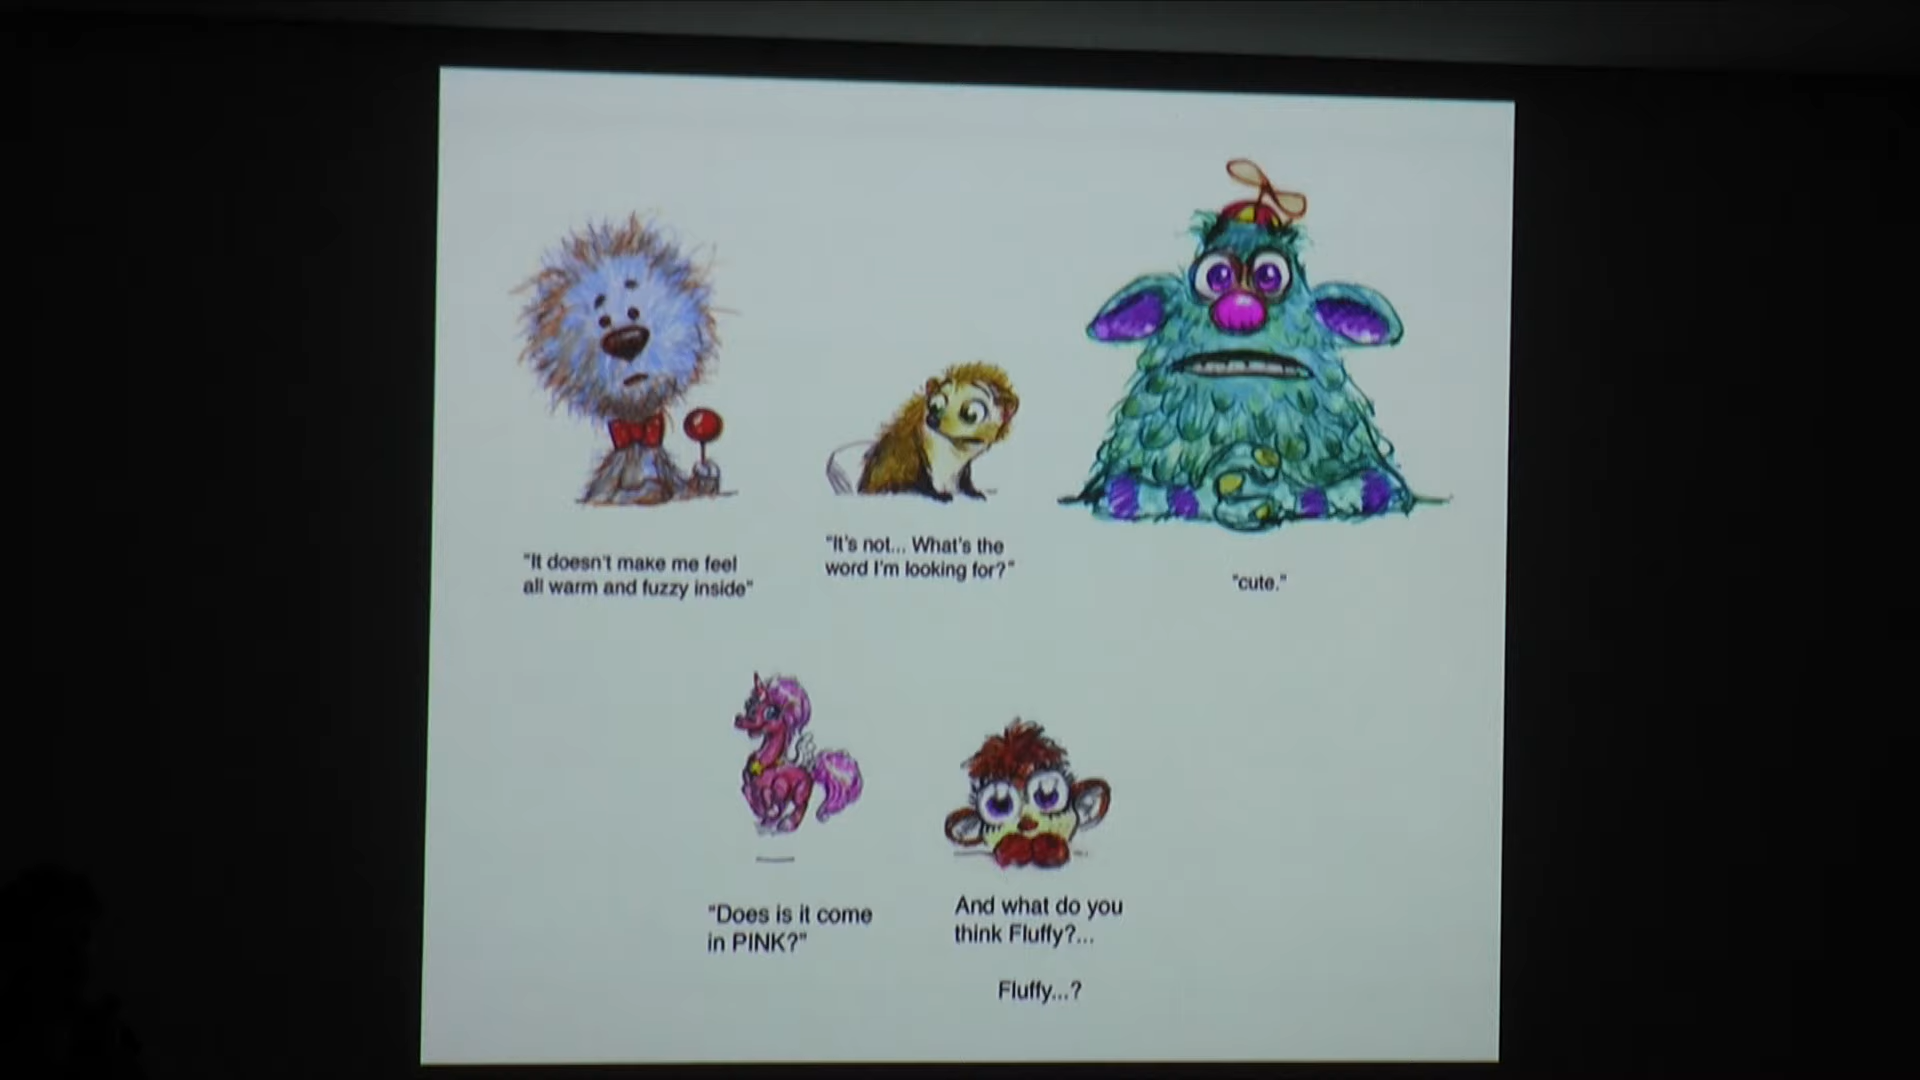 "It doesn't make me feel
all warm and fuzzy inside"
"It's not... What's the
word I'm looking for?"
"cute."
"Does is it come
in PINK?"
And what do you
think Fluffy?...
Fluffy...?